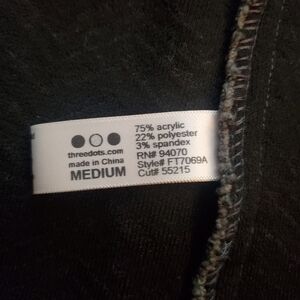 threedots.com
made in China
MEDIUM
75% acrylic
22% polyester
3% spandex
RN# 94070
Style# FT7069A
Cut# 55215